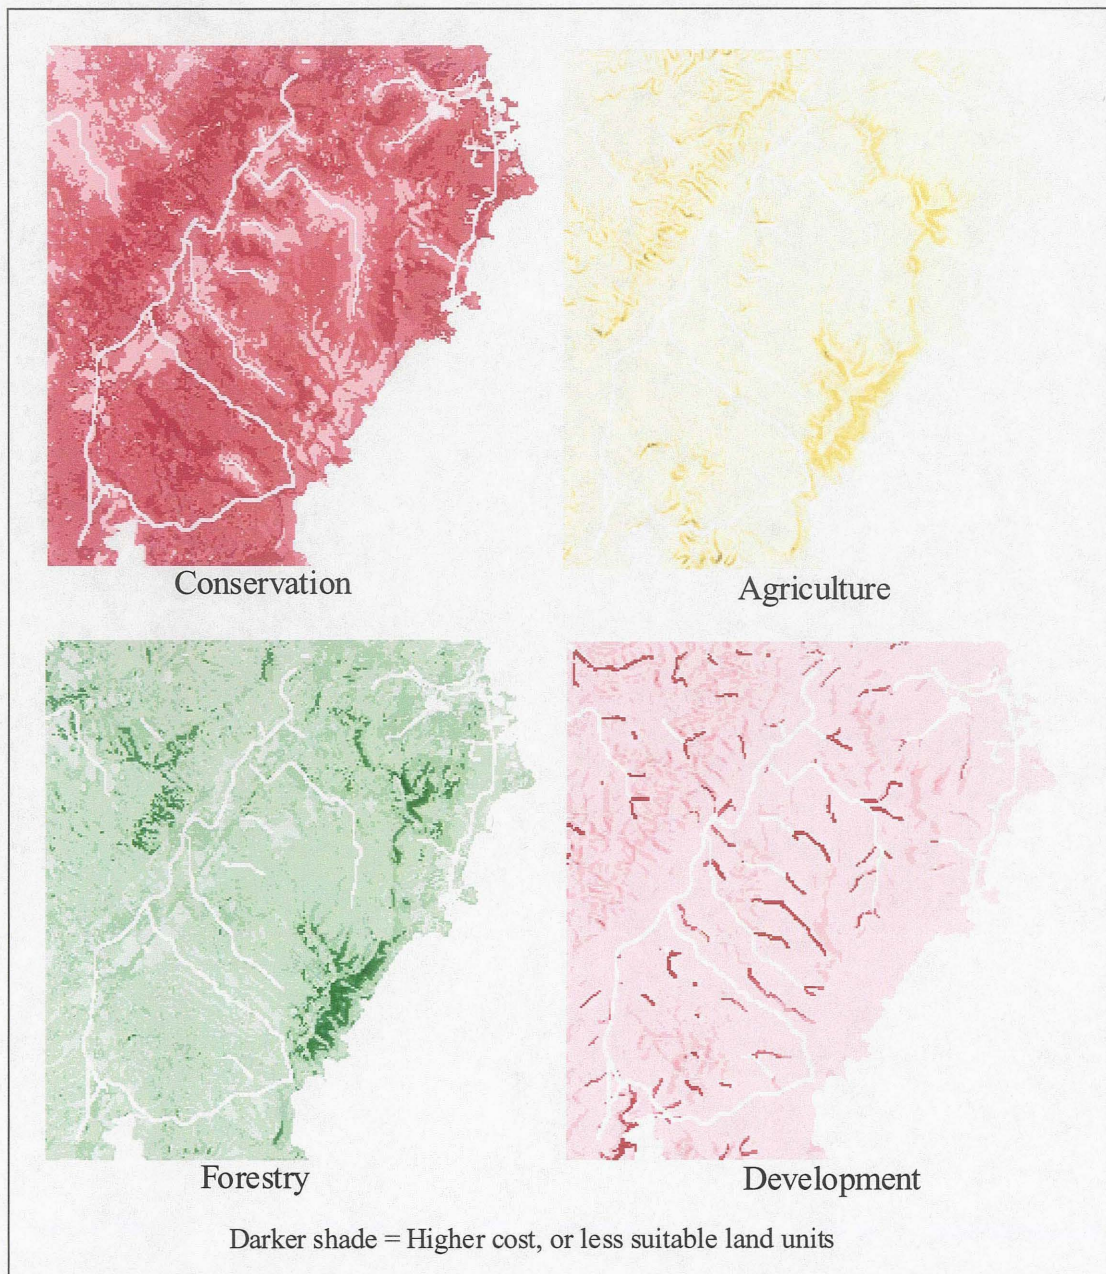 Conservation
Agriculture
Forestry
Development
Darker shade = Higher cost, or less suitable land units